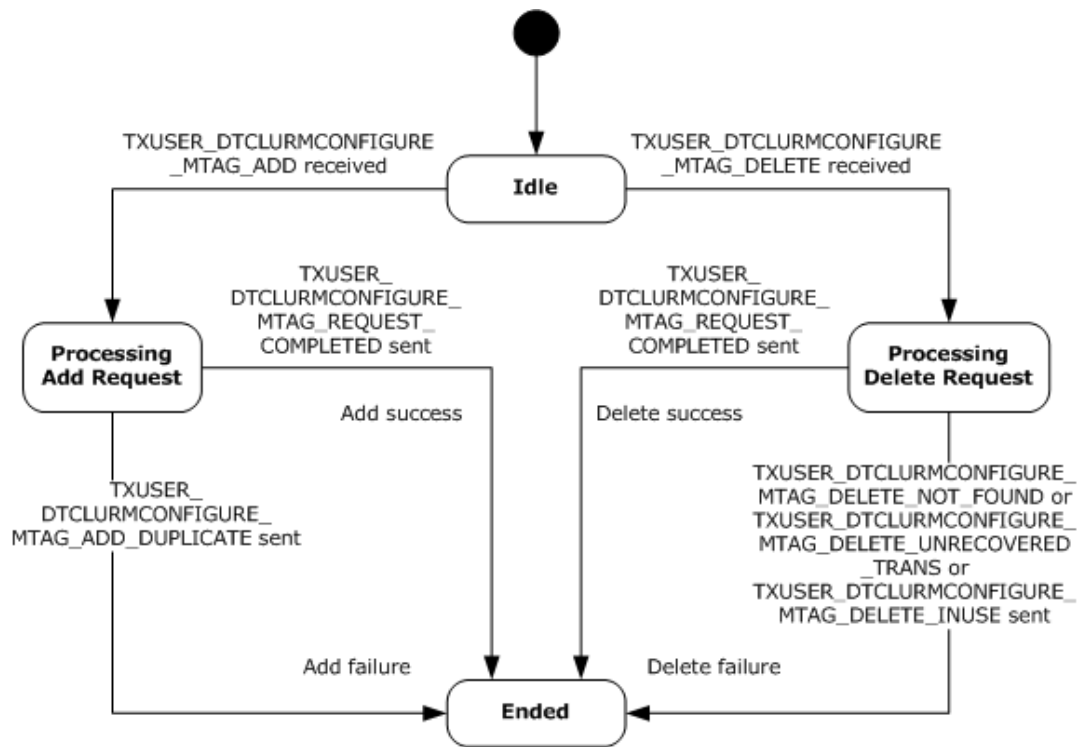 TXUSER_DTCLURMCONFIGURE
_MTAG_ADD received
TXUSER_DTCLURMCONFIGURE
_MTAG_DELETE received
Idle
TXUSER_
DTCLURMCONFIGURE_
MTAG_REQUEST_
COMPLETED sent
TXUSER_
DTCLURMCONFIGURE_
MTAG_REQUEST_
COMPLETED sent
Processing
Add Request
Processing
Delete Request
Add success
Delete success
TXUSER_
DTCLURMCONFIGURE_
MTAG_ADD_DUPLICATE sent
TXUSER_DTCLURMCONFIGURE_
MTAG_DELETE_NOT_FOUND or
TXUSER_DTCLURMCONFIGURE_
MTAG_DELETE_UNRECOVERED
_TRANS or
TXUSER_DTCLURMCONFIGURE_
MTAG_DELETE_INUSE sent
Add failure
Delete failure
Ended